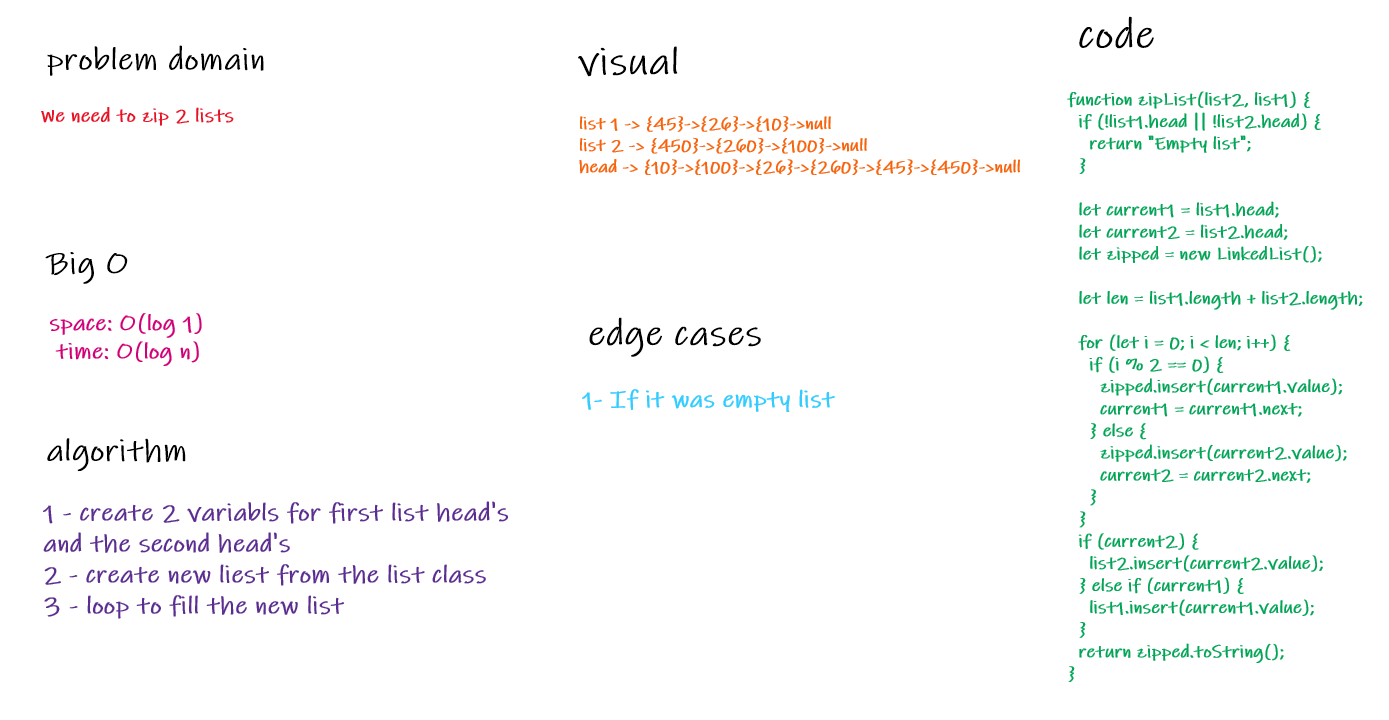 problem domain
We need to zip 2 lists
Big O
space: O(log 1)
time: O(log n)
algorithm
1 - create 2 variabls for first list head's
and the second head's
2 - create new liest from the list class
3 - loop to fill the new list
visual
list 1 -> {45}->{26}->{10}->null
list 2 -> {450}->{260}->{100}->null
head -> {10}->{100}->{26}->{260}->{45}->{450}->null
edge cases
1- If it was empty list
code
function zipList(list2, list1) {
if (!list1.head || !list2.head) {
return "Empty list";
}
let current1 = list1.head;
let current2 = list2.head;
let zipped = new LinkedList();
let len = list1.length + list2.length;
for (let i = 0; i < len; i++) {
if (i % 2 == 0) {
zipped.insert(current1.value);
current1 = current1.next;
} else {
zipped.insert(current2.value);
current2 = current2.next;
}
}
if (current2) {
list2.insert(current2.value);
} else if (current1) {
list1.insert(current1.value);
}
return zipped.toString();
}